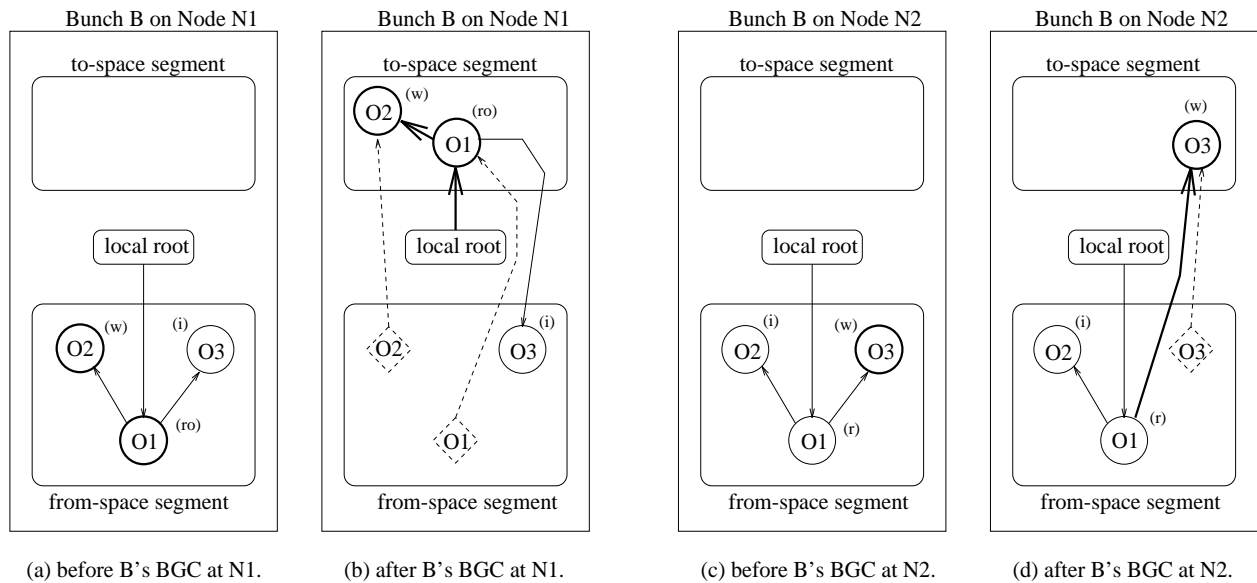 Bunch B on Node N1
to-space segment
local root
(w)
(i)
O2
O3
(ro)
O1
from-space segment
(a) before B's BGC at N1.
Bunch B on Node N1
to-space segment
(w)
O2
(ro)
O1
local root
(i)
O2
O3
O1
from-space segment
(b) after B's BGC at N1.
Bunch B on Node N2
to-space segment
local root
(i)
(w)
O2
O3
(r)
O1
from-space segment
(c) before B's BGC at N2.
Bunch B on Node N2
to-space segment
(w)
O3
local root
(i)
O2
O3
(r)
O1
from-space segment
(d) after B's BGC at N2.